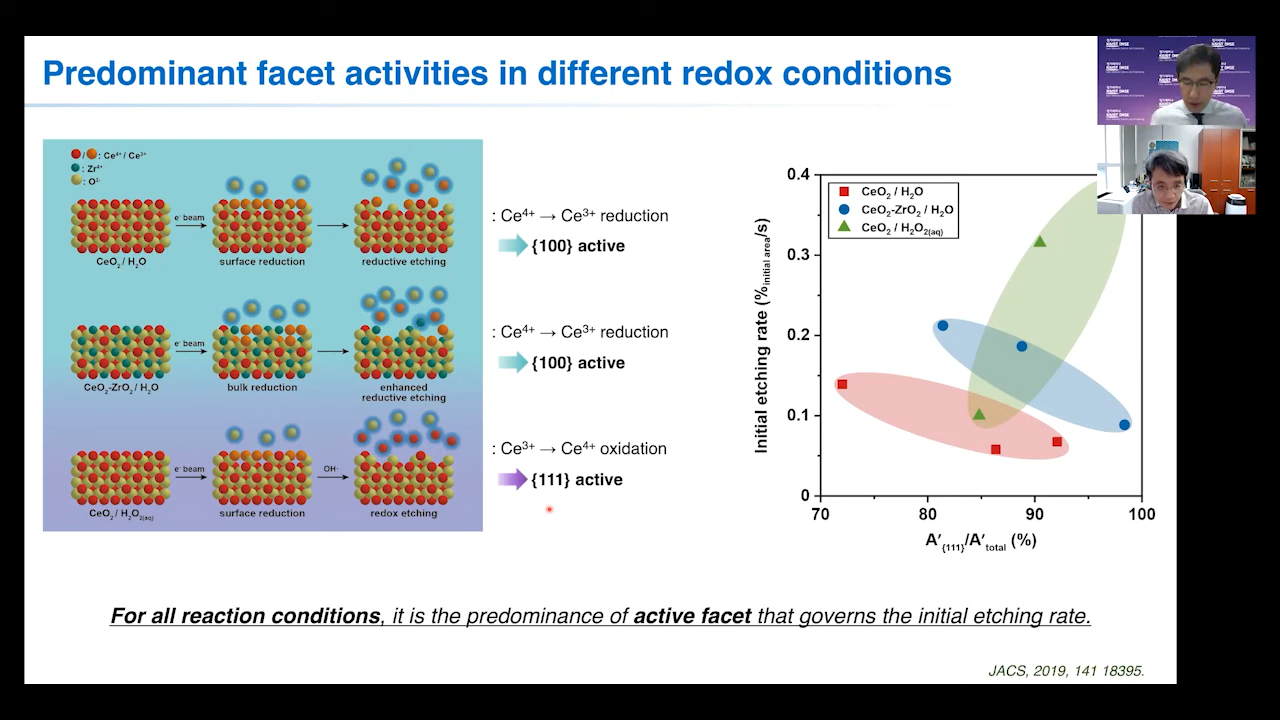 Predominant facet activities in different redox conditions
/ : Ce⁴⁺ / Ce³⁺
: Zr⁴⁺
: O²⁻
e⁻ beam
CeO₂ / H₂O
surface reduction
reductive etching
: Ce⁴⁺ → Ce³⁺ reduction
{100} active
e⁻ beam
CeO₂-ZrO₂ / H₂O
bulk reduction
enhanced
reductive etching
: Ce⁴⁺ → Ce³⁺ reduction
{100} active
e⁻ beam
OH·
CeO₂ / H₂O₂(aq)
surface reduction
redox etching
: Ce³⁺ → Ce⁴⁺ oxidation
{111} active
CeO₂ / H₂O
CeO₂-ZrO₂ / H₂O
CeO₂ / H₂O₂(aq)
Initial etching rate (%initial area/s)
0.4
0.3
0.2
0.1
0
70
80
90
100
A′{111}/A′total (%)
For all reaction conditions, it is the predominance of active facet that governs the initial etching rate.
JACS, 2019, 141 18395.
KAIST DMSE